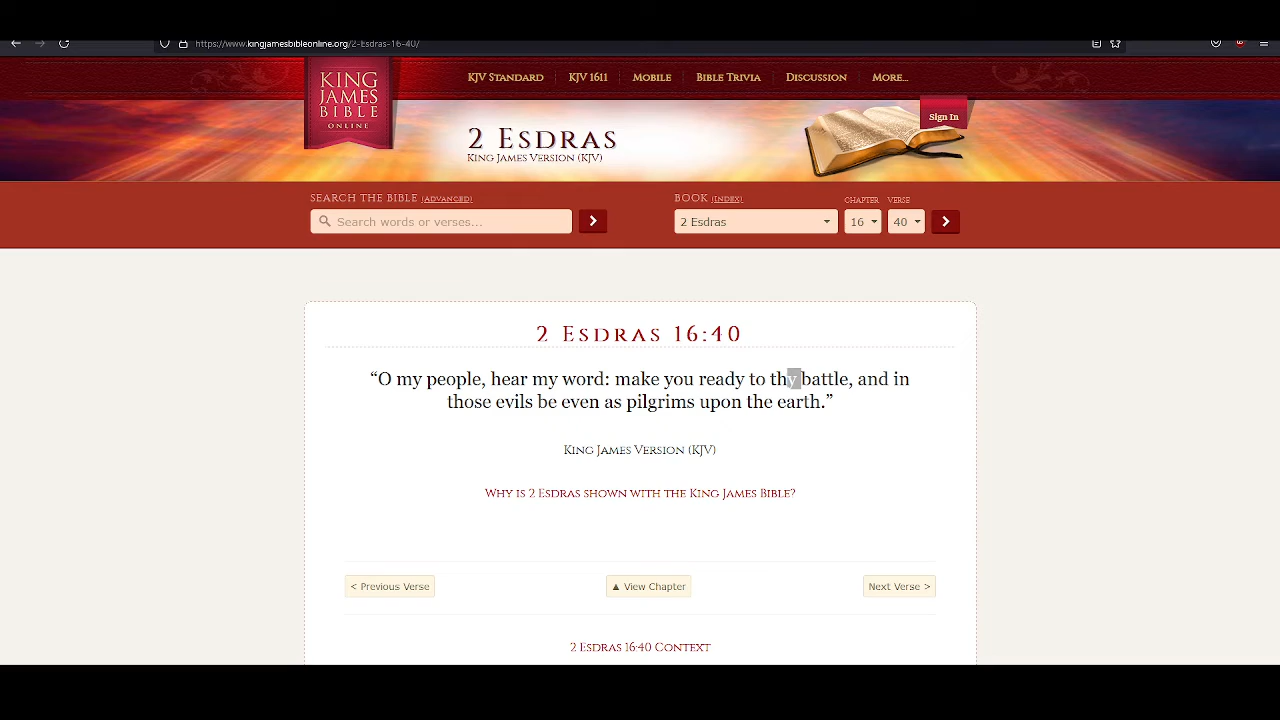 https://www.kingjamesbibleonline.org/2-Esdras-16-40/
KING JAMES BIBLE ONLINE
KJV Standard KJV 1611 Mobile Bible Trivia Discussion More...
Sign In
2 Esdras
King James Version (KJV)
SEARCH THE BIBLE (ADVANCED)
BOOK (INDEX) CHAPTER VERSE
Search words or verses...
2 Esdras 16 40
2 Esdras 16:40
“O my people, hear my word: make you ready to thy battle, and in
those evils be even as pilgrims upon the earth.”
King James Version (KJV)
Why is 2 Esdras shown with the King James Bible?
< Previous Verse ▲ View Chapter Next Verse >
2 Esdras 16:40 Context